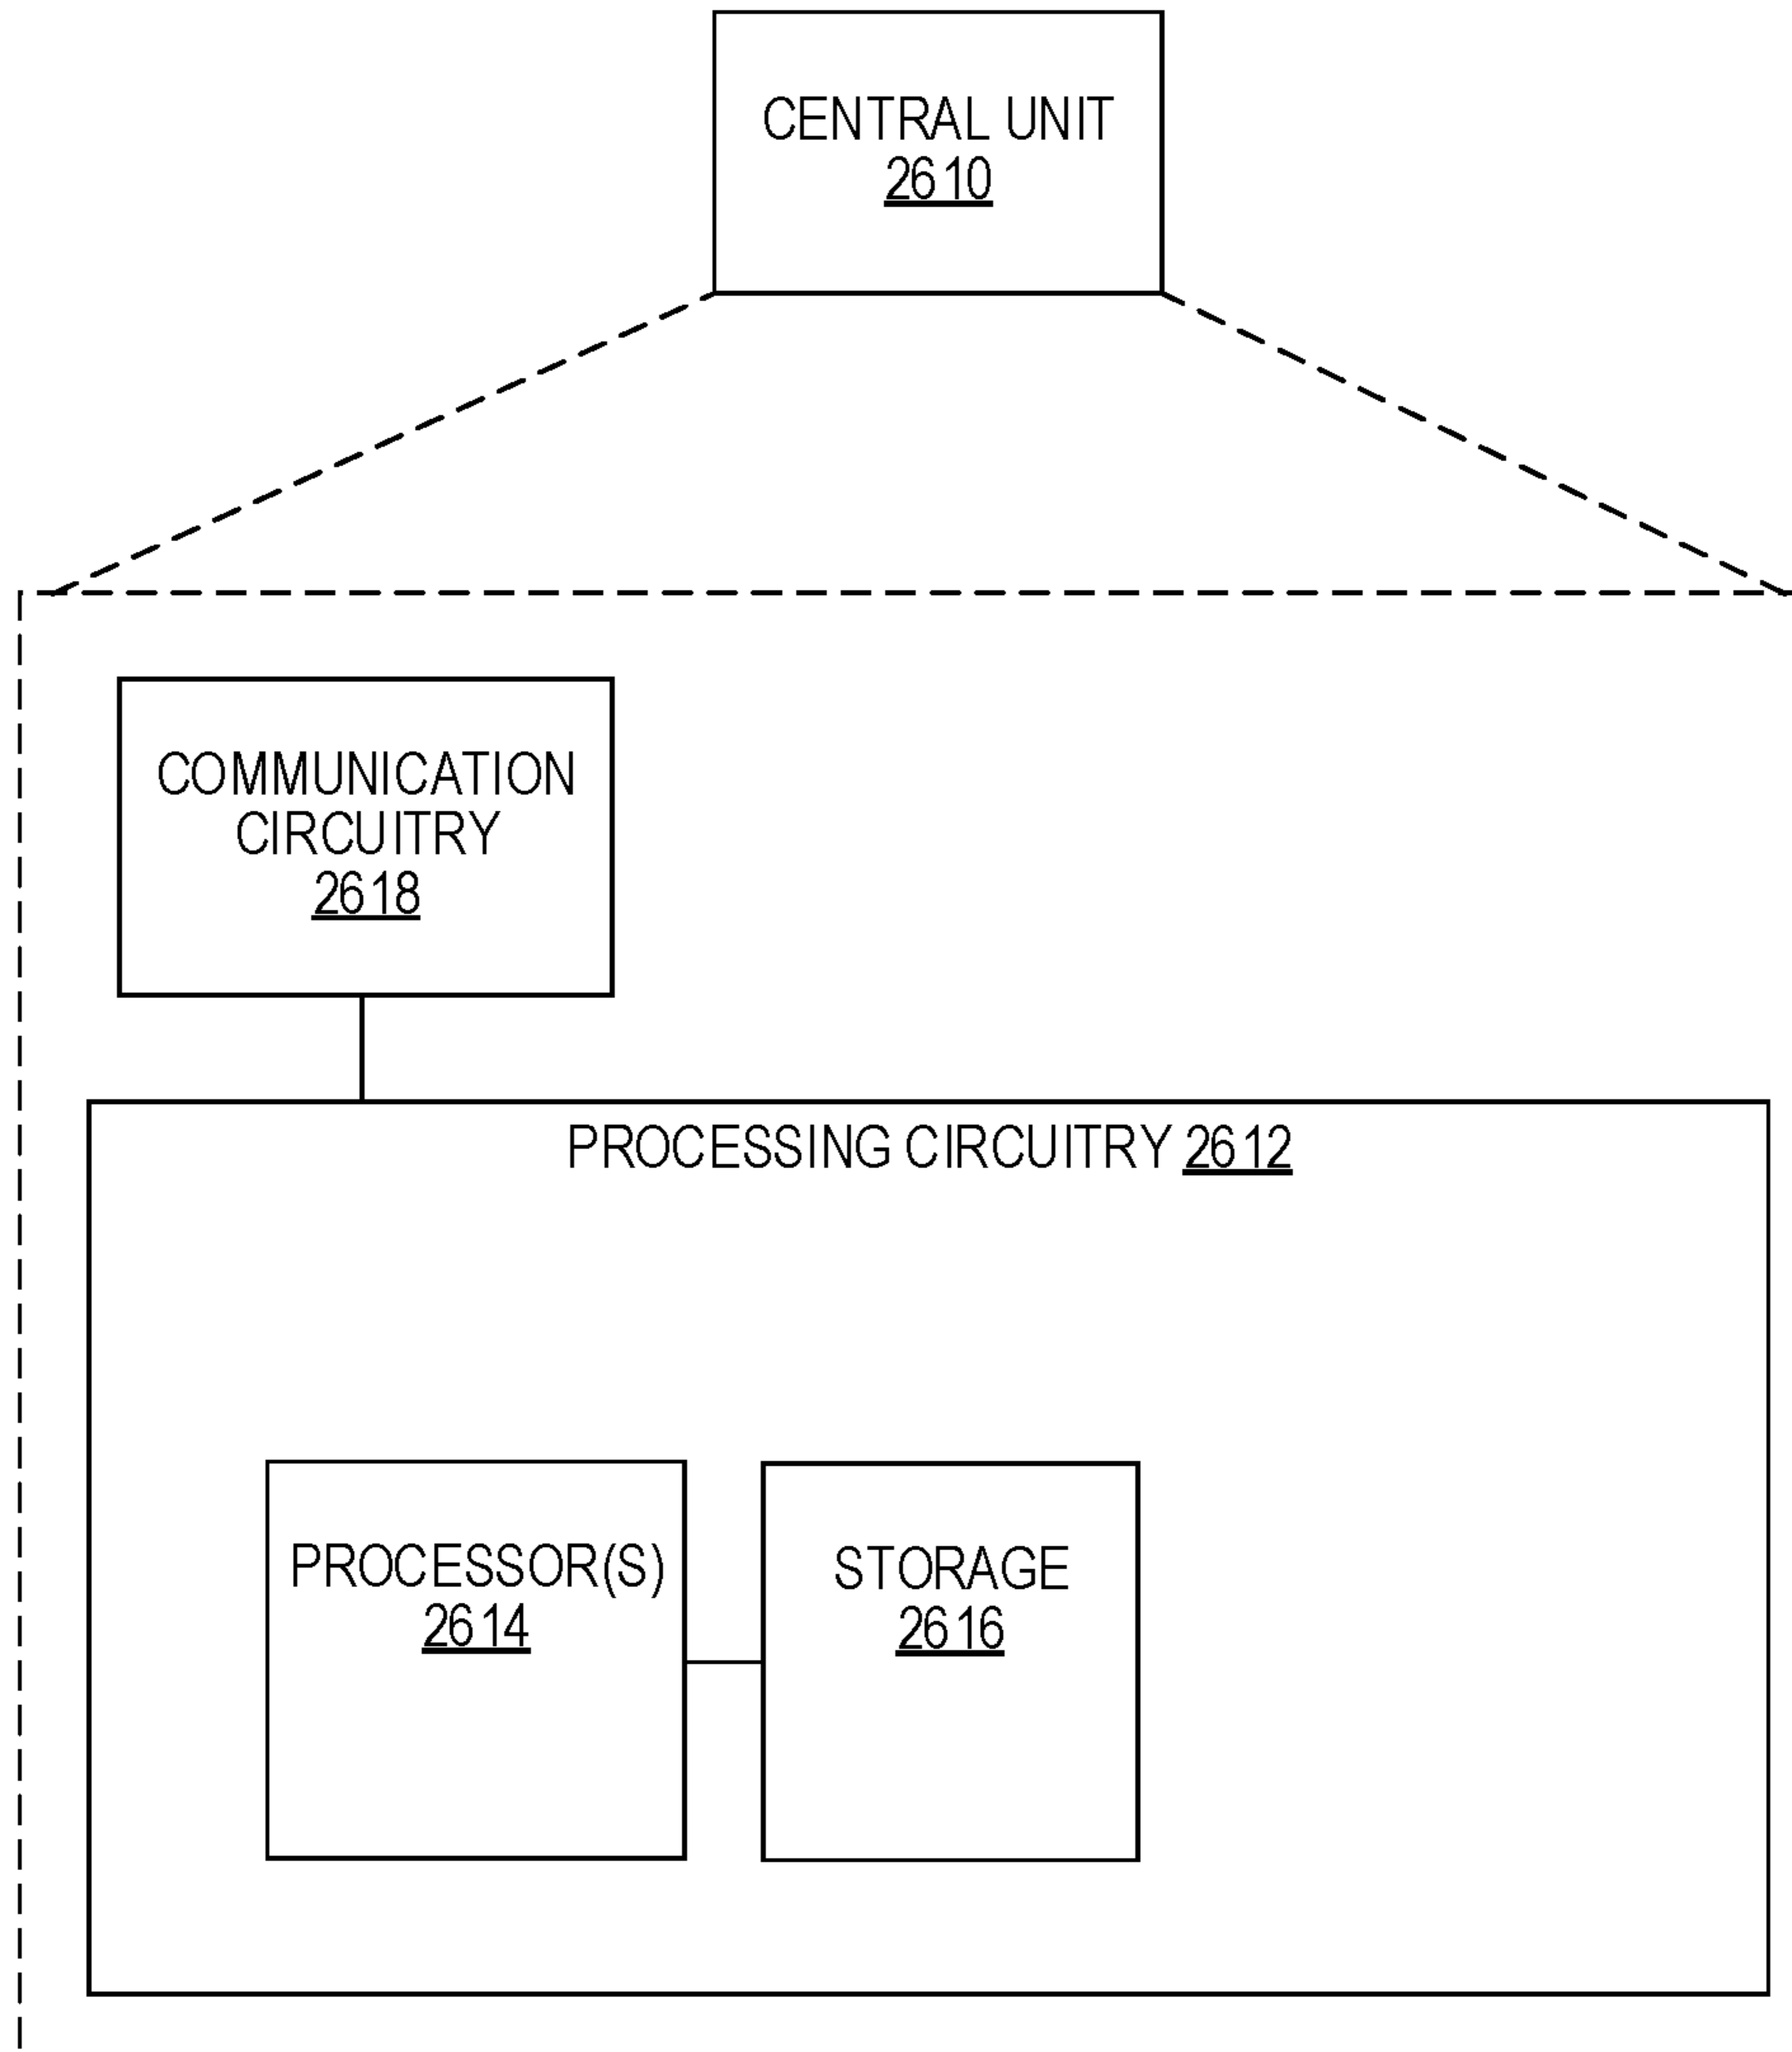 CENTRAL UNIT
2610
COMMUNICATION
CIRCUITRY
2618
PROCESSING CIRCUITRY 2612
PROCESSOR(S)
2614
STORAGE
2616